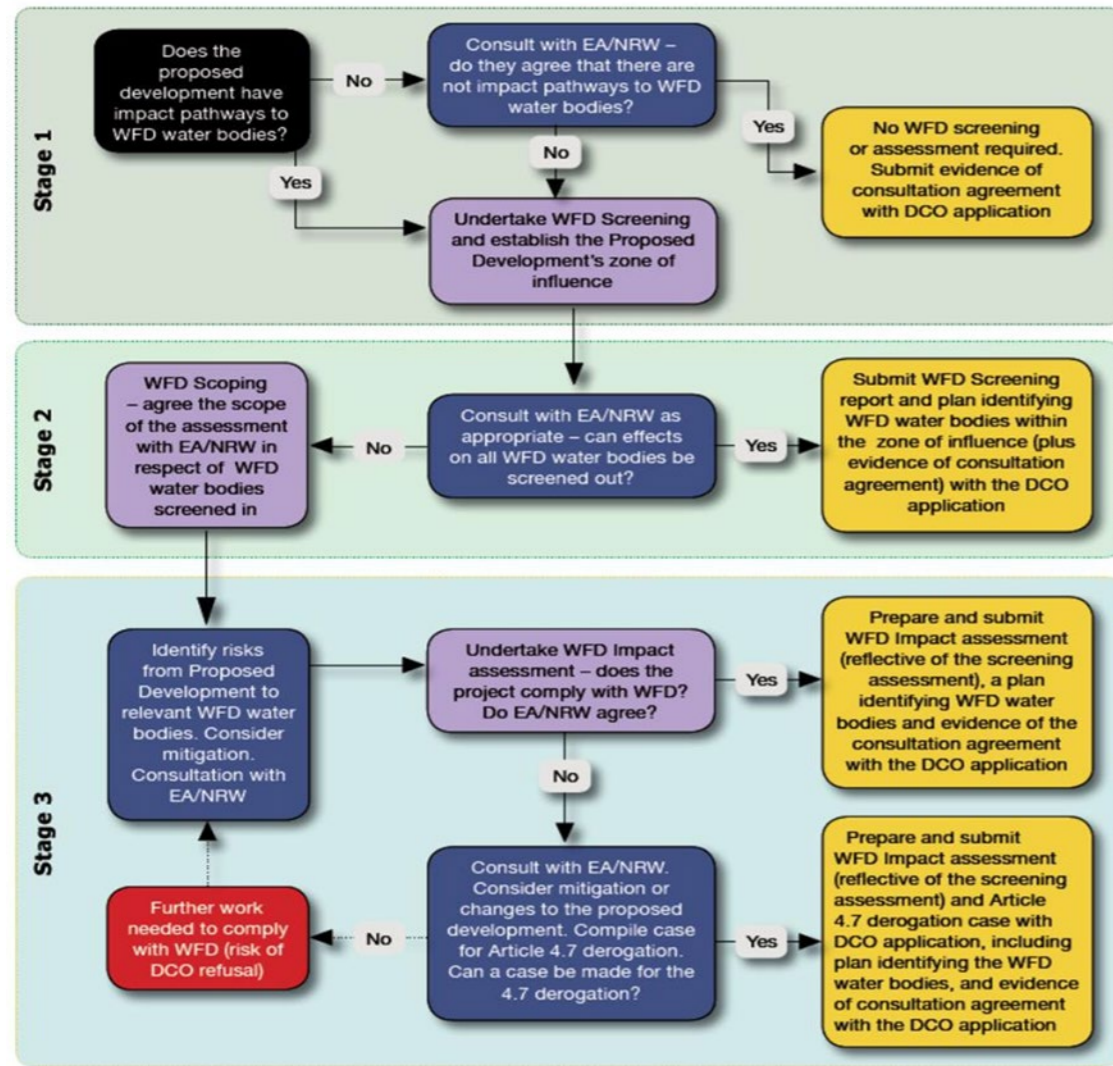 Stage 1
Does the
proposed
development have
impact pathways to
WFD water bodies?
No
Consult with EA/NRW –
do they agree that there are
not impact pathways to WFD
water bodies?
Yes
No
Yes
No WFD screening
or assessment required.
Submit evidence of
consultation agreement
with DCO application
Undertake WFD Screening
and establish the Proposed
Development's zone of
influence
Stage 2
WFD Scoping
– agree the scope
of the assessment
with EA/NRW in
respect of WFD
water bodies
screened in
No
Consult with EA/NRW as
appropriate – can effects
on all WFD water bodies be
screened out?
Yes
Submit WFD Screening
report and plan identifying
WFD water bodies within
the zone of influence (plus
evidence of consultation
agreement) with the DCO
application
Stage 3
Identify risks
from Proposed
Development to
relevant WFD water
bodies. Consider
mitigation.
Consultation with
EA/NRW
Undertake WFD Impact
assessment – does the
project comply with WFD?
Do EA/NRW agree?
Yes
Prepare and submit
WFD Impact assessment
(reflective of the screening
assessment), a plan
identifying WFD water
bodies and evidence of the
consultation agreement
with the DCO application
No
Further work
needed to comply
with WFD (risk of
DCO refusal)
No
Consult with EA/NRW.
Consider mitigation or
changes to the proposed
development. Compile case
for Article 4.7 derogation.
Can a case be made for the
4.7 derogation?
Yes
Prepare and submit
WFD Impact assessment
(reflective of the screening
assessment) and Article
4.7 derogation case with
DCO application, including
plan identifying the WFD
water bodies, and evidence
of consultation agreement
with the DCO application